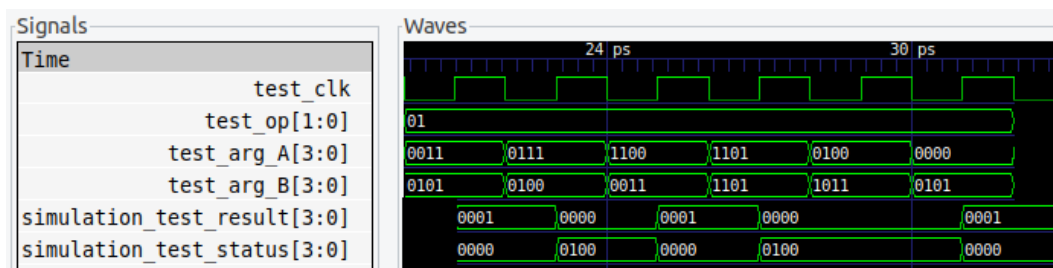 Signals
Waves
Time
24 ps
30 ps
test_clk
test_op[1:0]
01
test_arg_A[3:0]
0011 0111 1100 1101 0100 0000
test_arg_B[3:0]
0101 0100 0011 1101 1011 0101
simulation_test_result[3:0]
0001 0000 0001 0000 0001
simulation_test_status[3:0]
0000 0100 0000 0100 0000